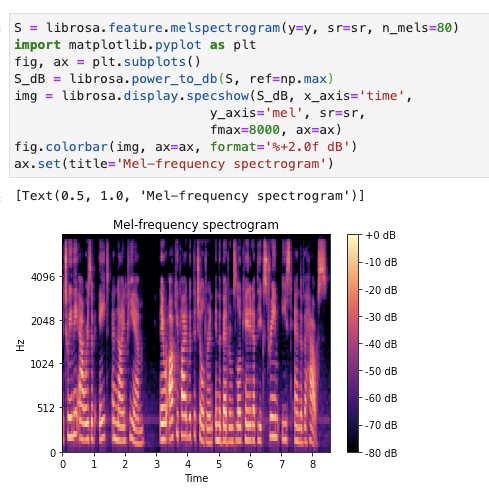 S = librosa.feature.melspectrogram(y=y, sr=sr, n_mels=80)
import matplotlib.pyplot as plt
fig, ax = plt.subplots()
S_dB = librosa.power_to_db(S, ref=np.max)
img = librosa.display.specshow(S_dB, x_axis='time',
y_axis='mel', sr=sr,
fmax=8000, ax=ax)
fig.colorbar(img, ax=ax, format='%+2.0f dB')
ax.set(title='Mel-frequency spectrogram')
[Text(0.5, 1.0, 'Mel-frequency spectrogram')]
Mel-frequency spectrogram
Hz
4096
2048
1024
512
0
0 1 2 3 4 5 6 7 8
Time
+0 dB
-10 dB
-20 dB
-30 dB
-40 dB
-50 dB
-60 dB
-70 dB
-80 dB